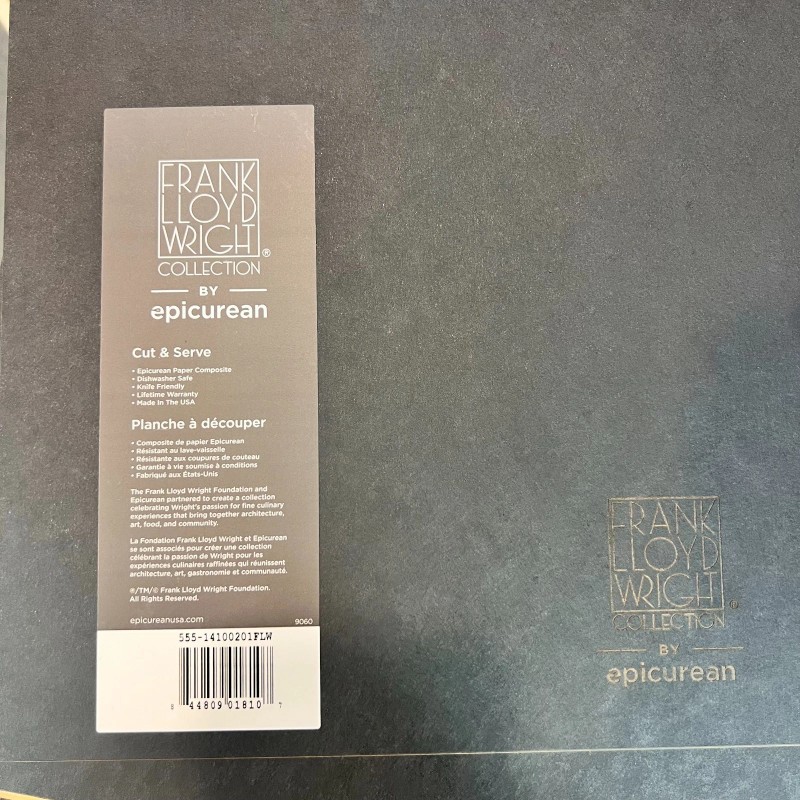 FRANK
LLOYD
WRIGHT®
COLLECTION
BY
epicurean
Cut & Serve
• Epicurean Paper Composite
• Dishwasher Safe
• Knife Friendly
• Lifetime Warranty
• Made In The USA
Planche à découper
• Composite de papier Epicurean
• Résistant au lave-vaisselle
• Résistante aux coupures de couteau
• Garantie à vie soumise à conditions
• Fabriqué aux États-Unis
The Frank Lloyd Wright Foundation and
Epicurean partnered to create a collection
celebrating Wright's passion for fine culinary
experiences that bring together architecture,
art, food, and community.
La Fondation Frank Lloyd Wright et Epicurean
se sont associés pour créer une collection
célébrant la passion de Wright pour les
expériences culinaires raffinées qui réunissent
architecture, art, gastronomie et communauté.
®/TM/© Frank Lloyd Wright Foundation.
All Rights Reserved.
epicureanusa.com 9060
555-14100201FLW
8 44809 01810 7
FRANK
LLOYD
WRIGHT®
COLLECTION
BY
epicurean